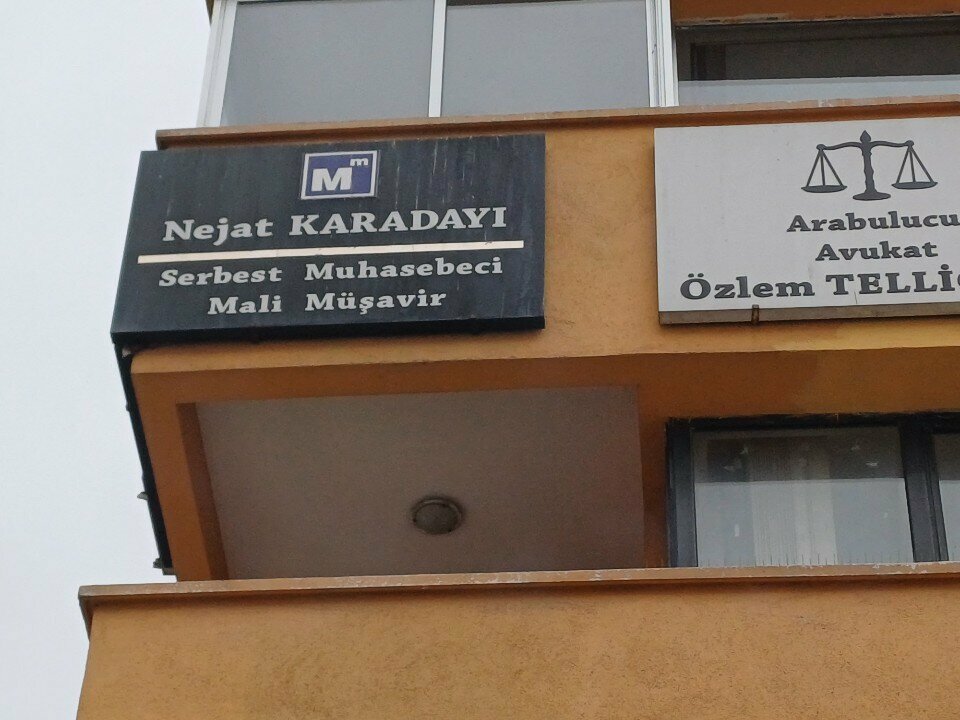 Mm
Nejat KARADAYI
Serbest Muhasebeci
Mali Müşavir
Arabulucu
Avukat
Özlem